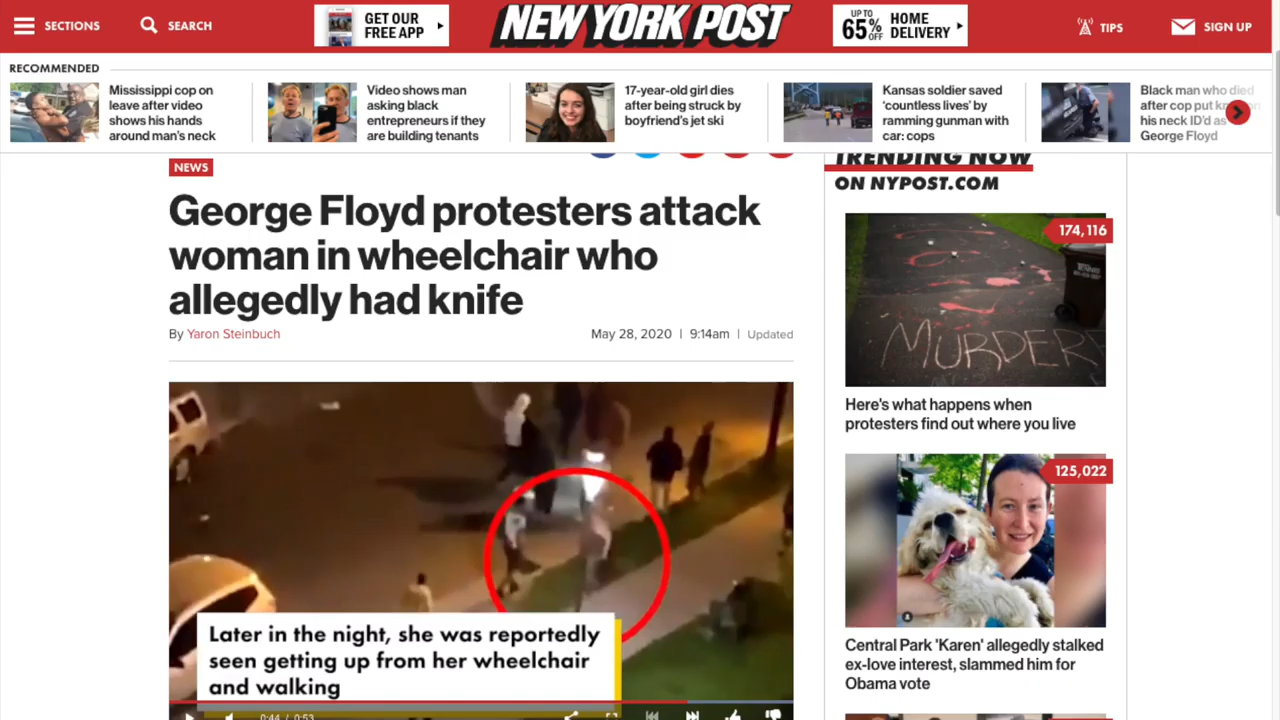 SECTIONS
SEARCH
GET OUR
FREE APP
NEW YORK POST
UP TO
65% OFF
HOME
DELIVERY
TIPS
SIGN UP
RECOMMENDED
Mississippi cop on
leave after video
shows his hands
around man's neck
Video shows man
asking black
entrepreneurs if they
are building tenants
17-year-old girl dies
after being struck by
boyfriend's jet ski
Kansas soldier saved
‘countless lives’ by
ramming gunman with
car: cops
Black man who died
after cop put knee on
his neck ID’d as
George Floyd
NEWS
George Floyd protesters attack
woman in wheelchair who
allegedly had knife
By Yaron Steinbuch
May 28, 2020 | 9:14am | Updated
Later in the night, she was reportedly
seen getting up from her wheelchair
and walking
0:44 / 0:53
TRENDING NOW
ON NYPOST.COM
174,116
MURDERE
Here's what happens when
protesters find out where you live
125,022
Central Park 'Karen' allegedly stalked
ex-love interest, slammed him for
Obama vote